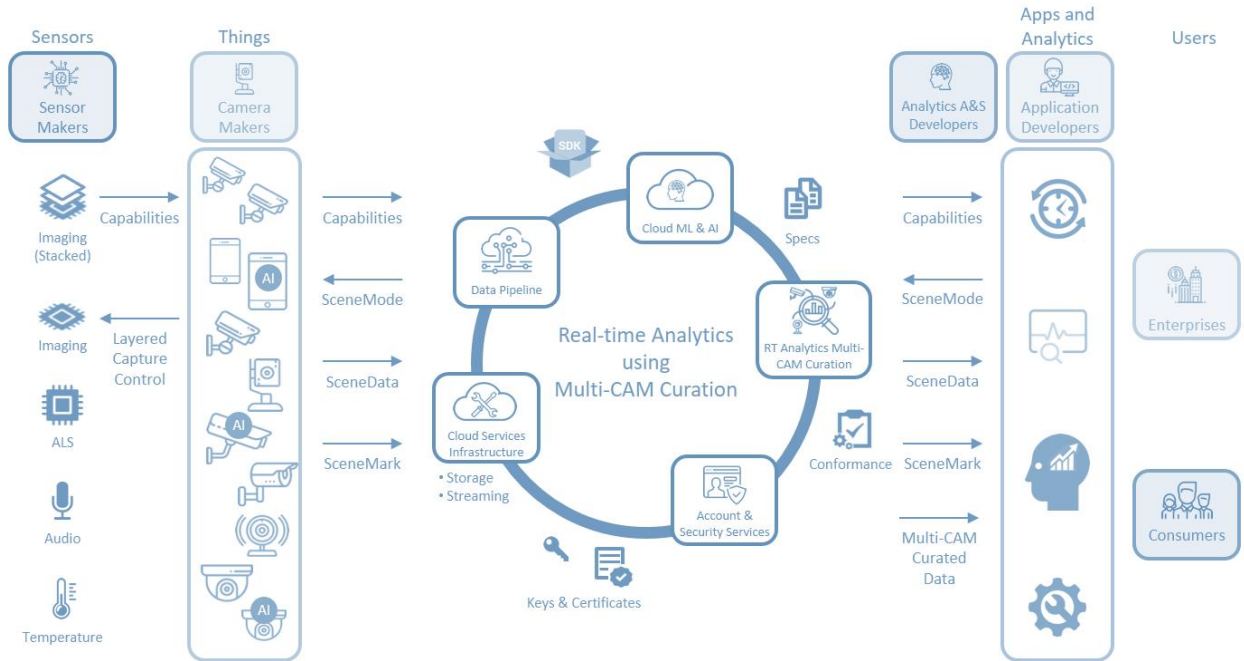 Sensors
Sensor
Makers
Imaging
(Stacked)
Imaging
ALS
Audio
Temperature
Capabilities
Layered
Capture
Control
Things
Camera
Makers
AI
AI
AI
Capabilities
SceneMode
SceneData
SceneMark
SDK
Cloud ML & AI
Data Pipeline
Specs
Real-time Analytics
using
Multi-CAM Curation
RT Analytics Multi-
CAM Curation
Cloud Services
Infrastructure
• Storage
• Streaming
Conformance
Account &
Security Services
Keys & Certificates
Analytics A&S
Developers
Capabilities
SceneMode
SceneData
SceneMark
Multi-CAM
Curated
Data
Apps and
Analytics
Application
Developers
Users
Enterprises
Consumers